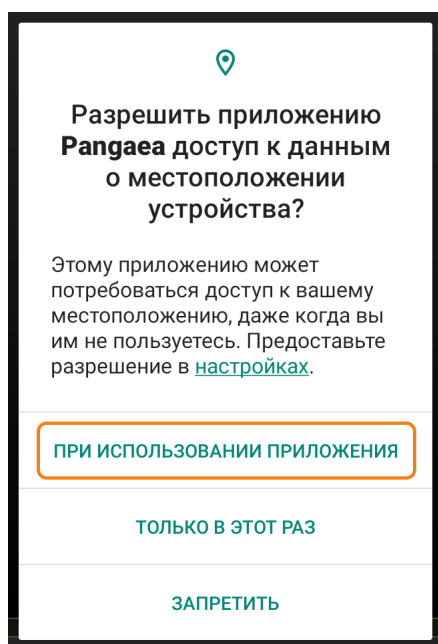 Разрешить приложению
Pangaea доступ к данным
о местоположении
устройства?
Этому приложению может
потребоваться доступ к вашему
местоположению, даже когда вы
им не пользуетесь. Предоставьте
разрешение в настройках.
ПРИ ИСПОЛЬЗОВАНИИ ПРИЛОЖЕНИЯ
ТОЛЬКО В ЭТОТ РАЗ
ЗАПРЕТИТЬ